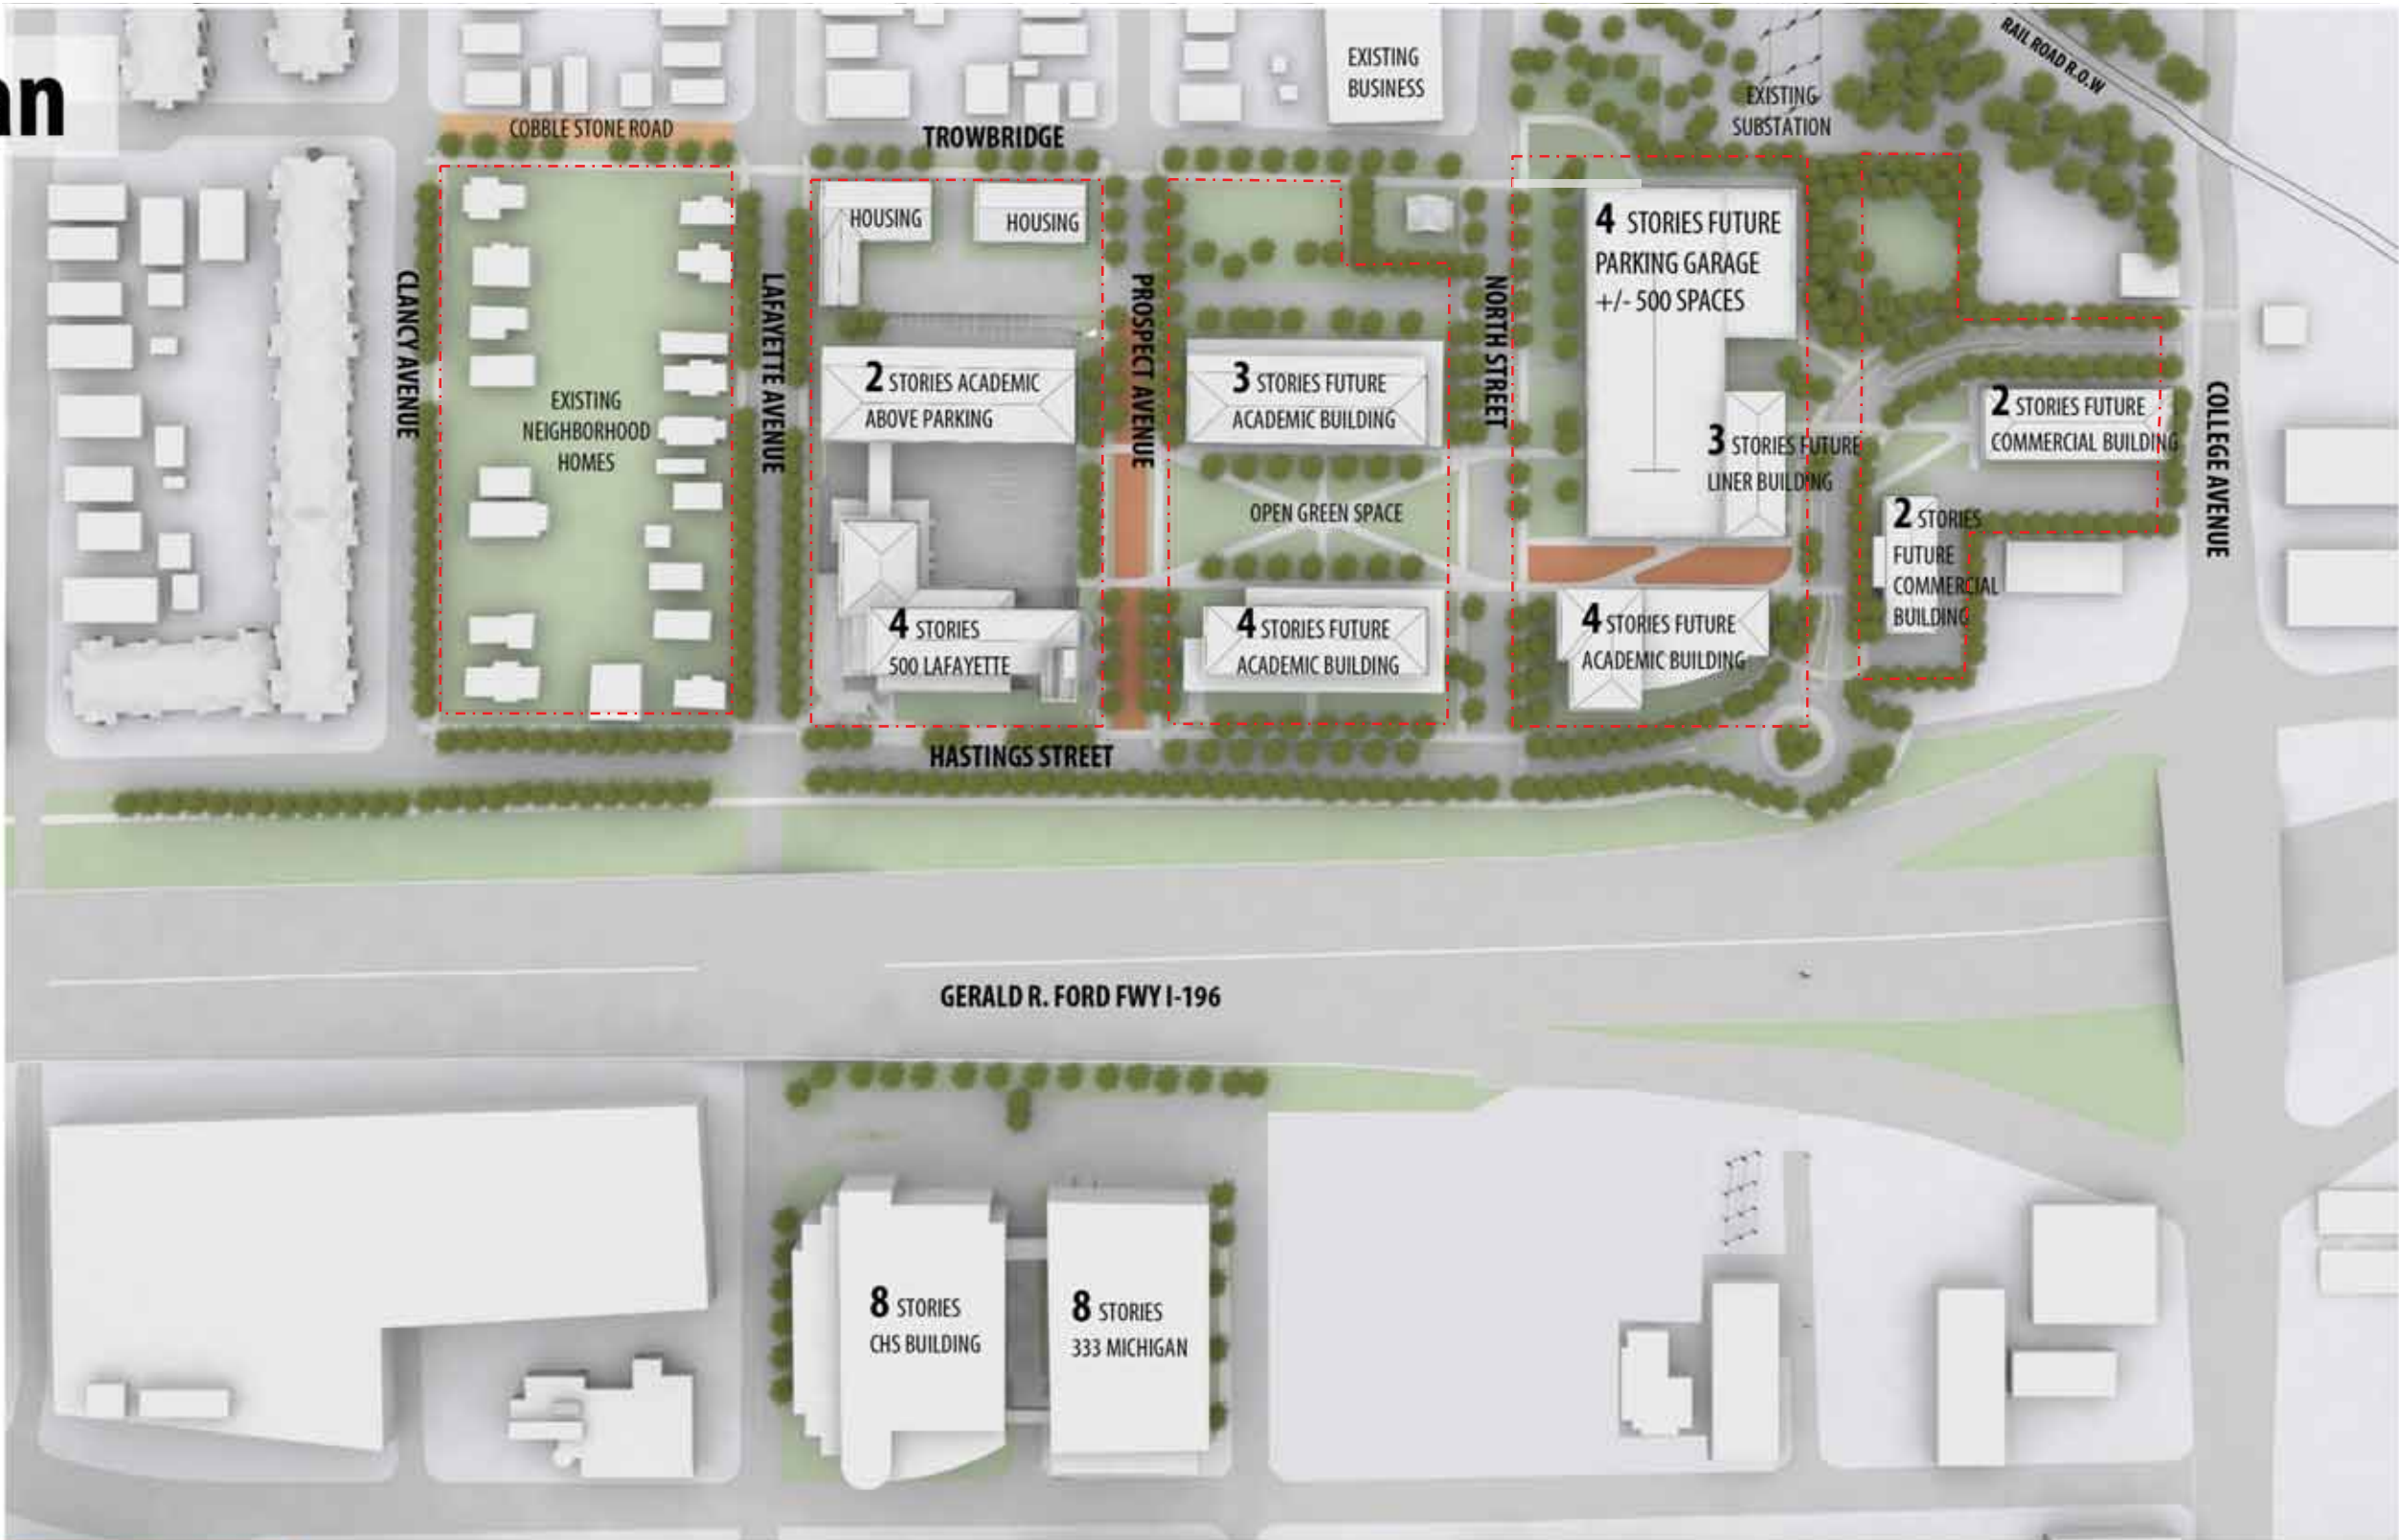 an
EXISTING
BUSINESS
RAIL ROAD R.O.W
EXISTING
SUBSTATION
COBBLE STONE ROAD
TROWBRIDGE
HOUSING
HOUSING
4 STORIES FUTURE
PARKING GARAGE
+/- 500 SPACES
CLANCY AVENUE
LAFAYETTE AVENUE
PROSPECT AVENUE
NORTH STREET
COLLEGE AVENUE
EXISTING
NEIGHBORHOOD
HOMES
2 STORIES ACADEMIC
ABOVE PARKING
3 STORIES FUTURE
ACADEMIC BUILDING
3 STORIES FUTURE
LINER BUILDING
2 STORIES FUTURE
COMMERCIAL BUILDING
OPEN GREEN SPACE
2 STORIES
FUTURE
COMMERCIAL
BUILDING
4 STORIES
500 LAFAYETTE
4 STORIES FUTURE
ACADEMIC BUILDING
4 STORIES FUTURE
ACADEMIC BUILDING
HASTINGS STREET
GERALD R. FORD FWY I-196
8 STORIES
CHS BUILDING
8 STORIES
333 MICHIGAN